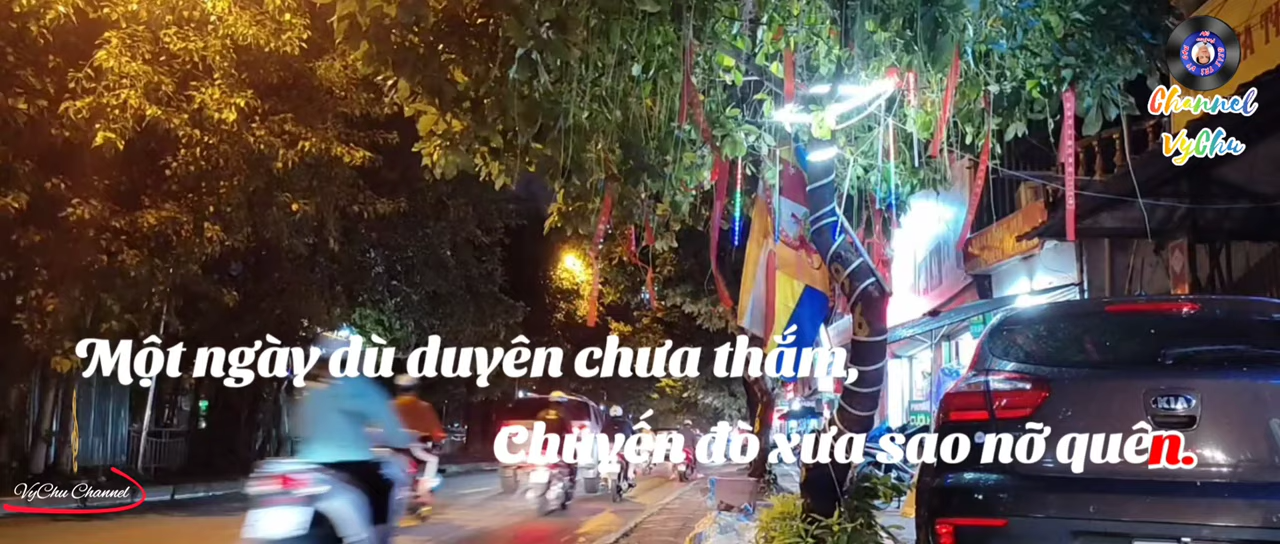 Channel
VyChu
Một ngày dù duyên chưa thắm,
Chuyến đò xưa sao nỡ quên.
VyChu Channel
KIA